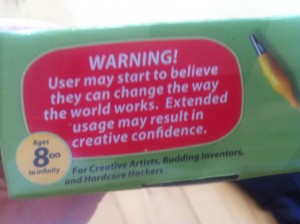 WARNING!
User may start to believe
they can change the way
the world works. Extended
usage may result in
creative confidence.
Ages
8⁰⁰
to infinity
For Creative Artists, Budding Inventors,
and Hardcore Hackers